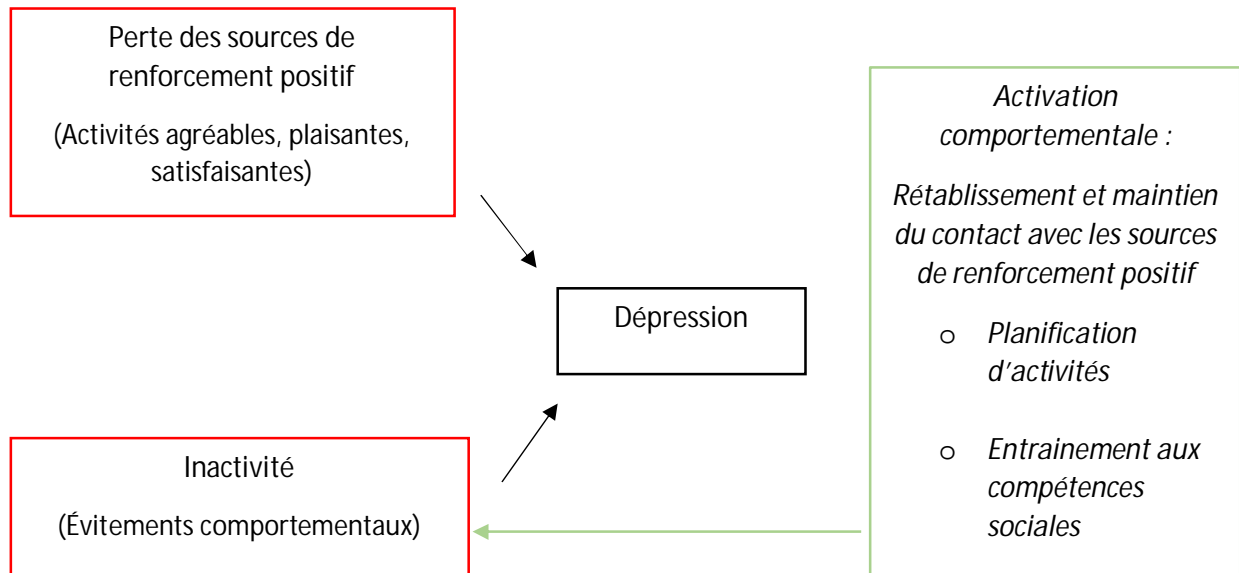 Perte des sources de
renforcement positif
(Activités agréables, plaisantes,
satisfaisantes)
Dépression
Inactivité
(Évitements comportementaux)
Activation
comportementale :
Rétablissement et maintien
du contact avec les sources
de renforcement positif
o Planification
d’activités
o Entrainement aux
compétences
sociales